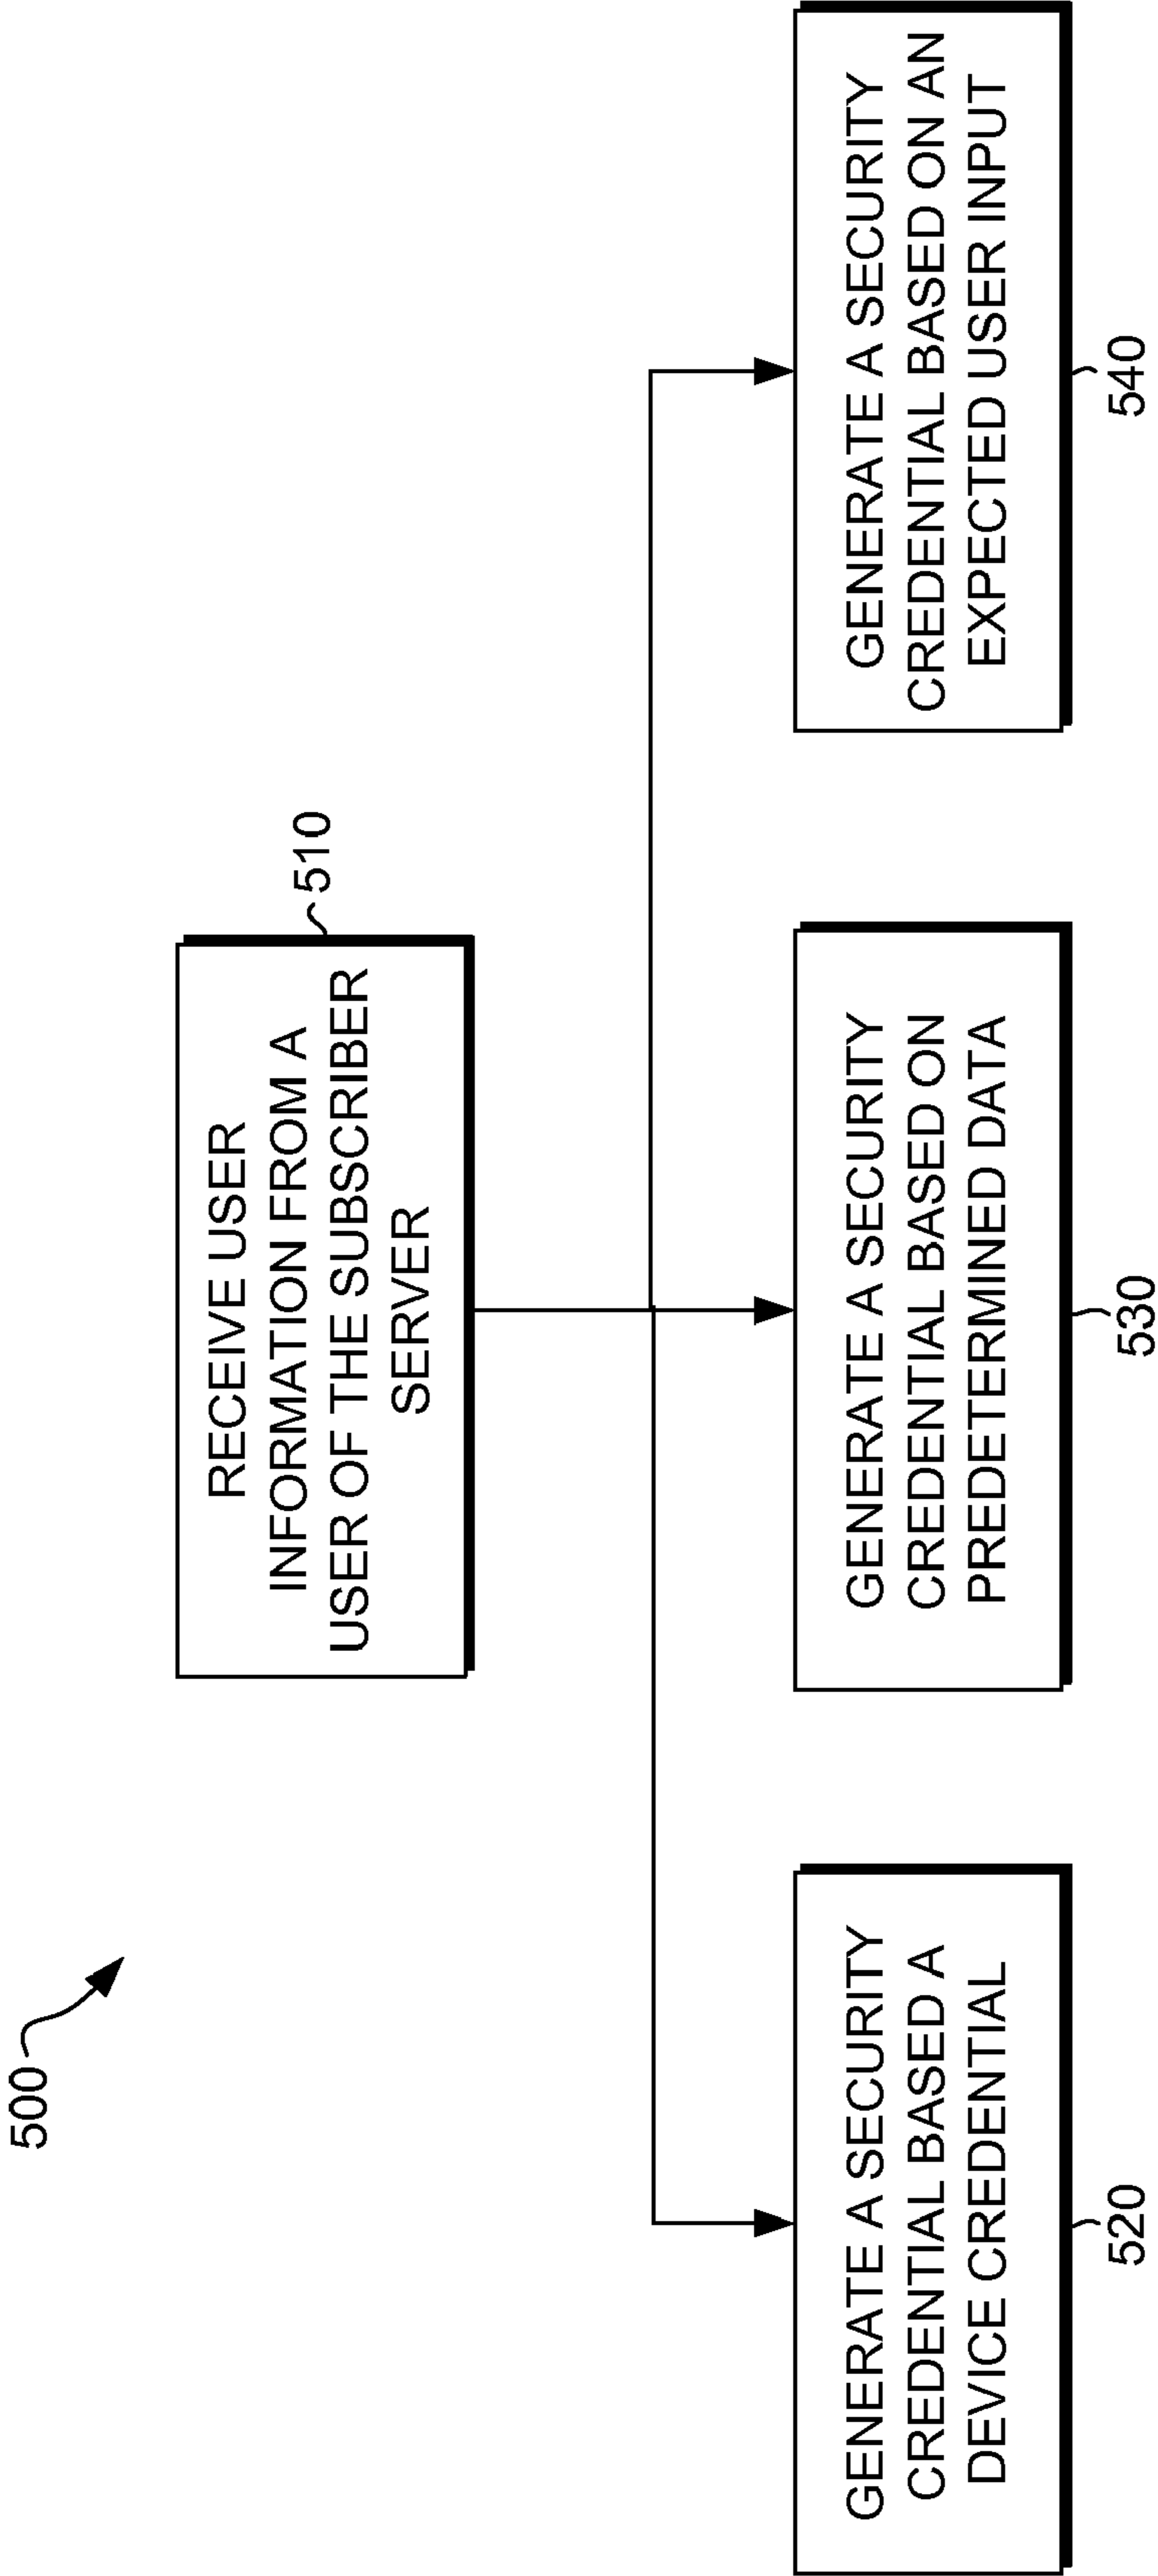 500
RECEIVE USER
INFORMATION FROM A
USER OF THE SUBSCRIBER
SERVER
510
GENERATE A SECURITY
CREDENTIAL BASED A
DEVICE CREDENTIAL
520
GENERATE A SECURITY
CREDENTIAL BASED ON
PREDETERMINED DATA
530
GENERATE A SECURITY
CREDENTIAL BASED ON AN
EXPECTED USER INPUT
540